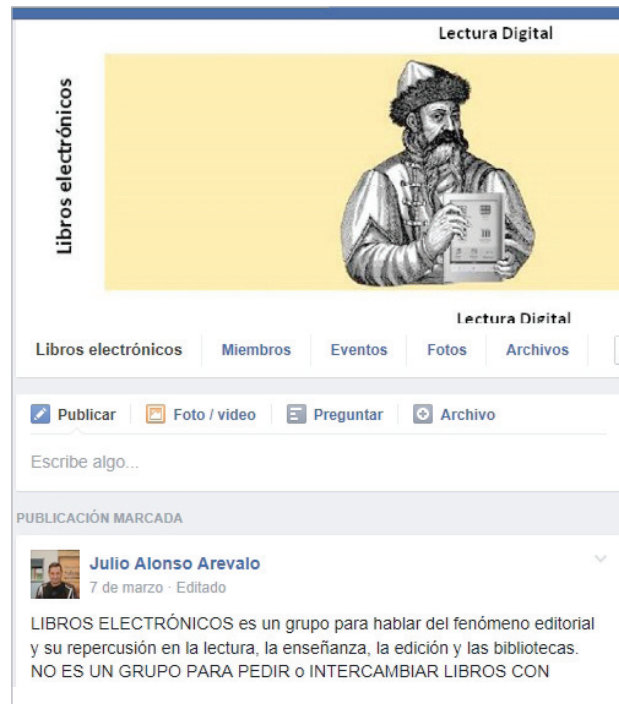 Lectura Digital
Libros electrónicos
Lectura Digital
Libros electrónicos Miembros Eventos Fotos Archivos
Publicar Foto / video Preguntar Archivo
Escribe algo...
PUBLICACIÓN MARCADA
Julio Alonso Arevalo
7 de marzo · Editado
LIBROS ELECTRÓNICOS es un grupo para hablar del fenómeno editorial
y su repercusión en la lectura, la enseñanza, la edición y las bibliotecas.
NO ES UN GRUPO PARA PEDIR o INTERCAMBIAR LIBROS CON